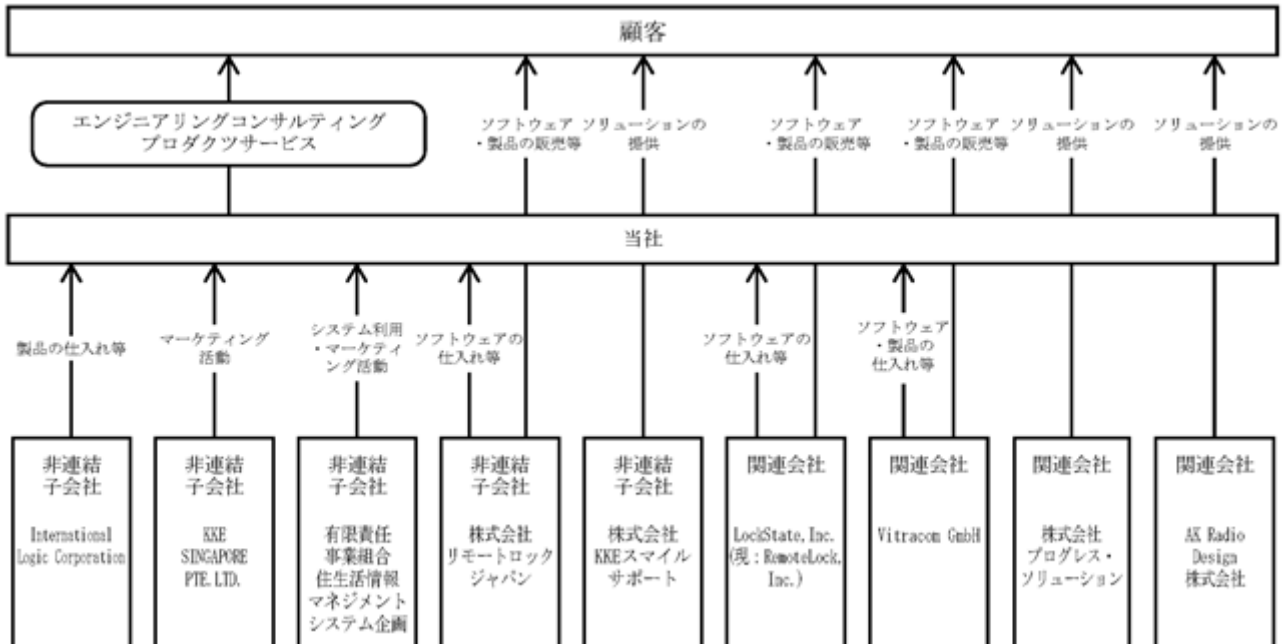 顧客
エンジニアリングコンサルティング
プロダクツサービス
ソフトウェア
・製品の販売等
ソリューションの
提供
ソフトウェア
・製品の販売等
ソフトウェア
・製品の販売等
ソリューションの
提供
ソリューションの
提供
当社
製品の仕入れ等
マーケティング
活動
システム利用
・マーケティ
ング活動
ソフトウェアの
仕入れ等
ソフトウェアの
仕入れ等
ソフトウェア
・製品の
仕入れ等
非連結
子会社
International
Logic Corporation
非連結
子会社
KKE
SINGAPORE
PTE. LTD.
非連結
子会社
有限責任
事業組合
住生活情報
マネジメント
システム企画
非連結
子会社
株式会社
リモートロック
ジャパン
非連結
子会社
株式会社
KKEスマイル
サポート
関連会社
LockState, Inc.
(現：RemoteLock,
Inc.)
関連会社
Vitracom GmbH
関連会社
株式会社
プログレス・
ソリューション
関連会社
AK Radio
Design
株式会社